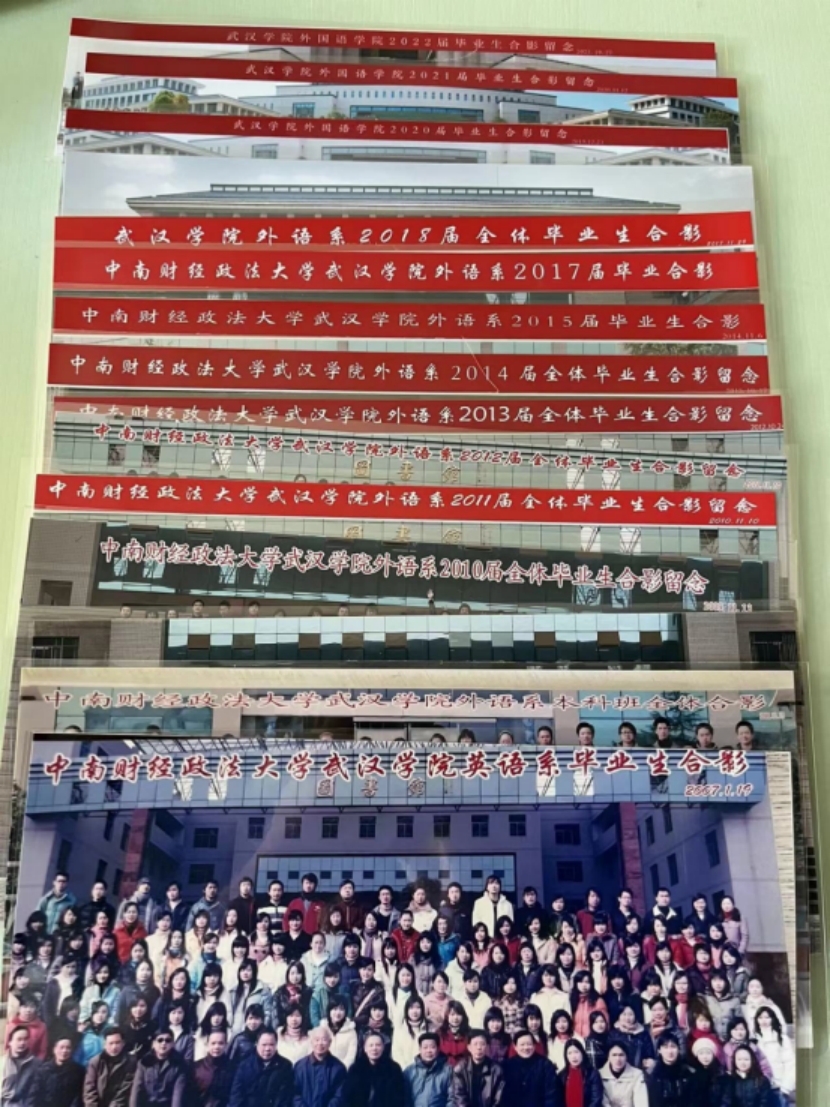 武汉学院外国语学院2022届毕业生合影留念
武汉学院外国语学院2021届毕业生合影留念
武汉学院外国语学院2020届毕业生合影留念
武汉学院外语系2018届全体毕业生合影
中南财经政法大学武汉学院外语系2017届毕业合影
中南财经政法大学武汉学院外语系2015届毕业生合影
2014.11.6
中南财经政法大学武汉学院外语系2014届全体毕业生合影留念
中南财经政法大学武汉学院外语系2013届全体毕业生合影留念
中南财经政法大学武汉学院外语系2012届全体毕业生合影留念
图书馆
中南财经政法大学武汉学院外语系2011届全体毕业生合影留念
2010.11.10
图书馆
中南财经政法大学武汉学院外语系2010届全体毕业生合影留念
中南财经政法大学武汉学院外语系本科班全体合影
中南财经政法大学武汉学院英语系毕业生合影
图书馆
2007.1.19